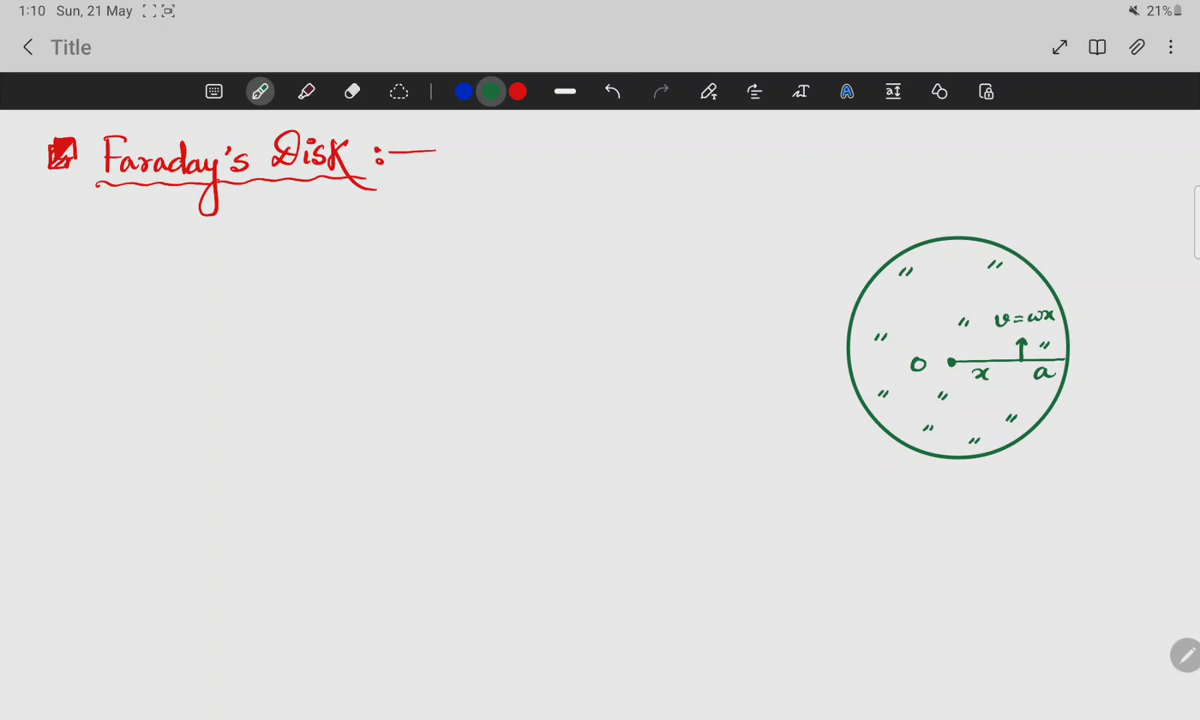 1:10 Sun, 21 May 21%
Title
Faraday's Disk :—
v = ωx
O x a